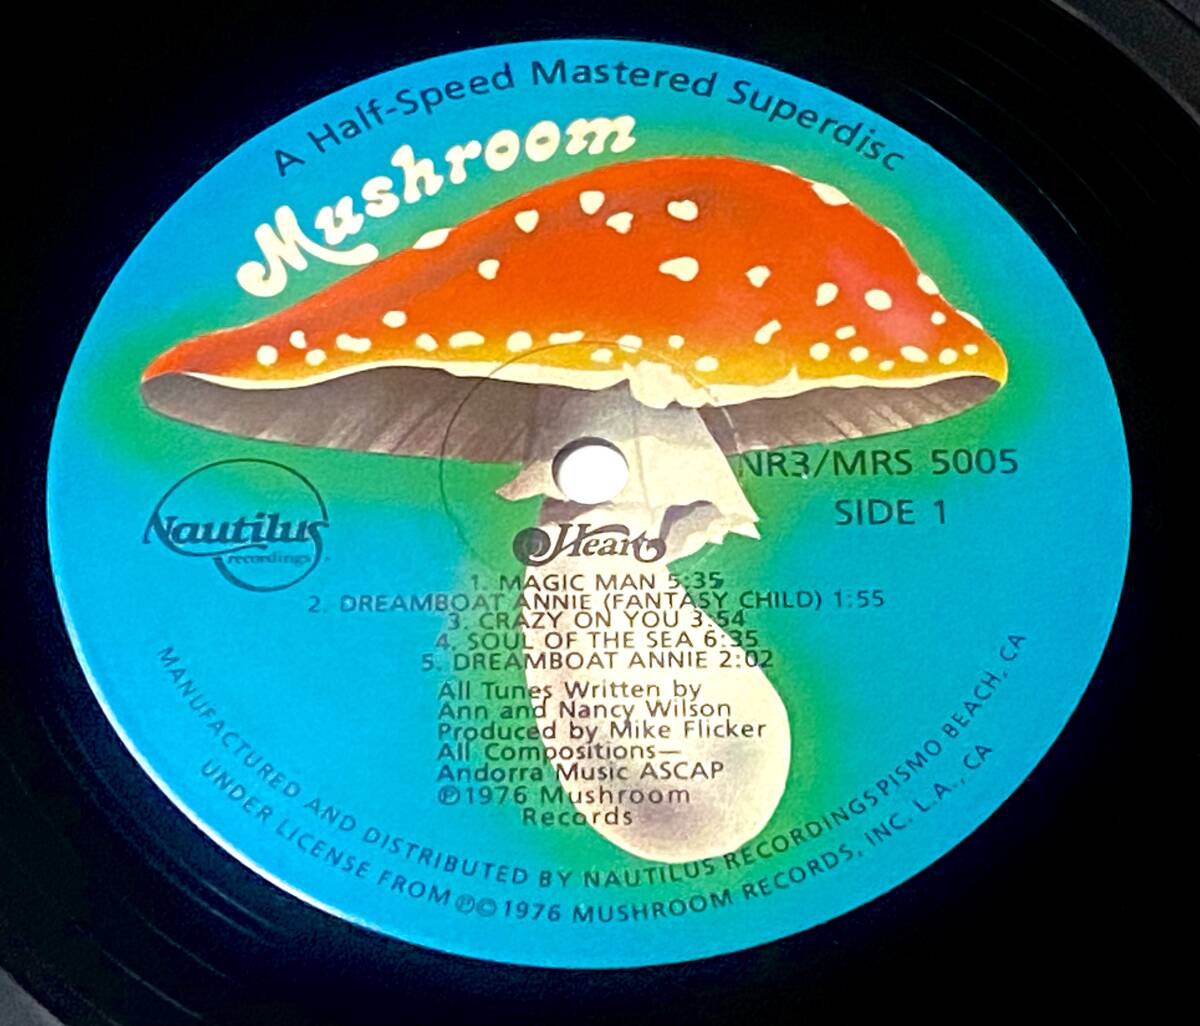 A Half-Speed Mastered Superdisc
Mushroom
NR3/MRS 5005
SIDE 1
Nautilus
recordings
Heart
1. MAGIC MAN 5:35
2. DREAMBOAT ANNIE (FANTASY CHILD) 1:55
3. CRAZY ON YOU 3:54
4. SOUL OF THE SEA 6:35
5. DREAMBOAT ANNIE 2:02
All Tunes Written by
Ann and Nancy Wilson
Produced by Mike Flicker
All Compositions—
Andorra Music ASCAP
℗1976 Mushroom
Records
MANUFACTURED AND DISTRIBUTED BY NAUTILUS RECORDINGS PISMO BEACH, CA
UNDER LICENSE FROM ℗©1976 MUSHROOM RECORDS, INC. L.A., CA